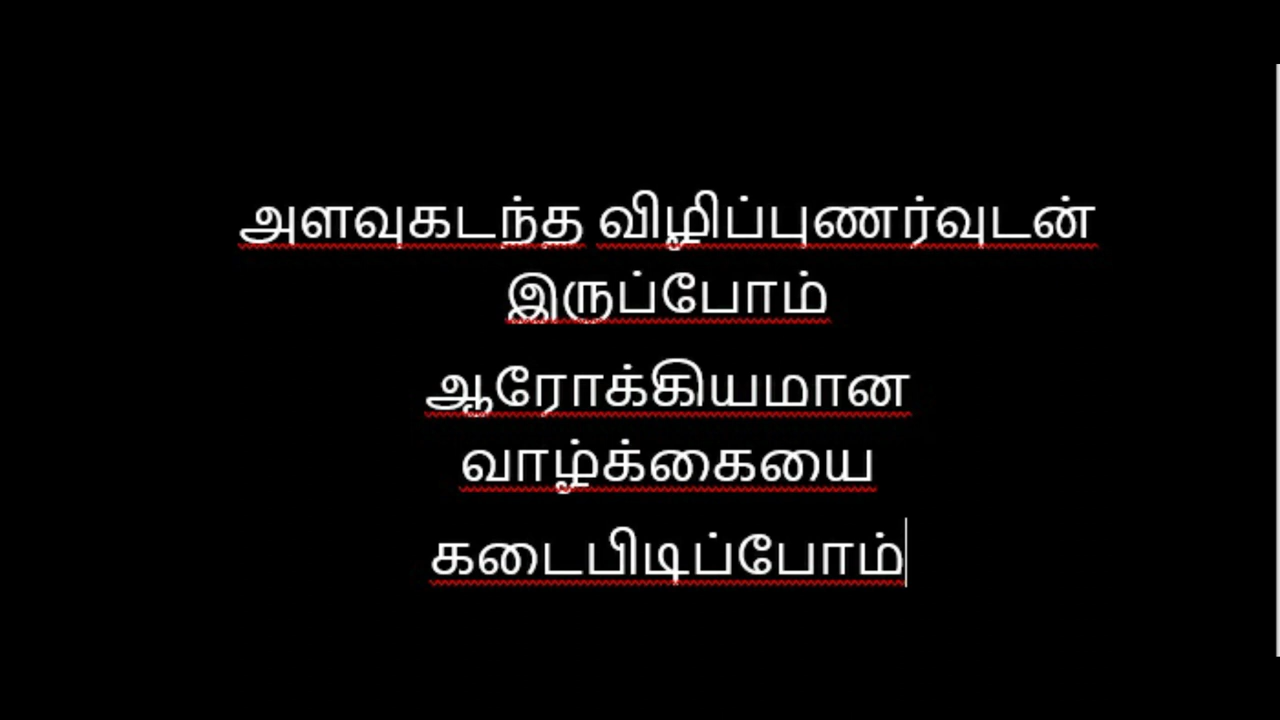 அளவுகடந்த விழிப்புணர்வுடன்
இருப்போம்
ஆரோக்கியமான
வாழ்க்கையை
கடைபிடிப்போம்